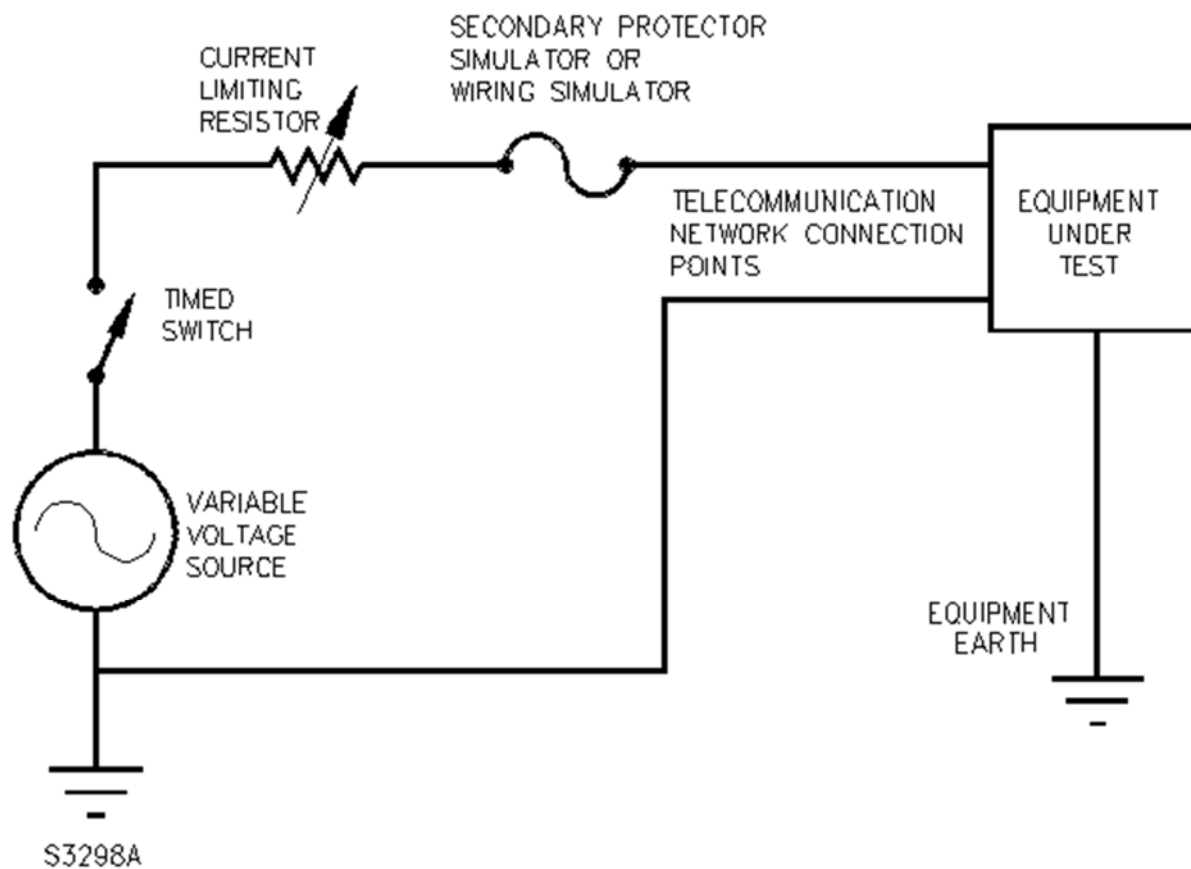 SECONDARY PROTECTOR
SIMULATOR OR
WIRING SIMULATOR
CURRENT
LIMITING
RESISTOR
TELECOMMUNICATION
NETWORK CONNECTION
POINTS
EQUIPMENT
UNDER
TEST
TIMED
SWITCH
VARIABLE
VOLTAGE
SOURCE
EQUIPMENT
EARTH
S3298A